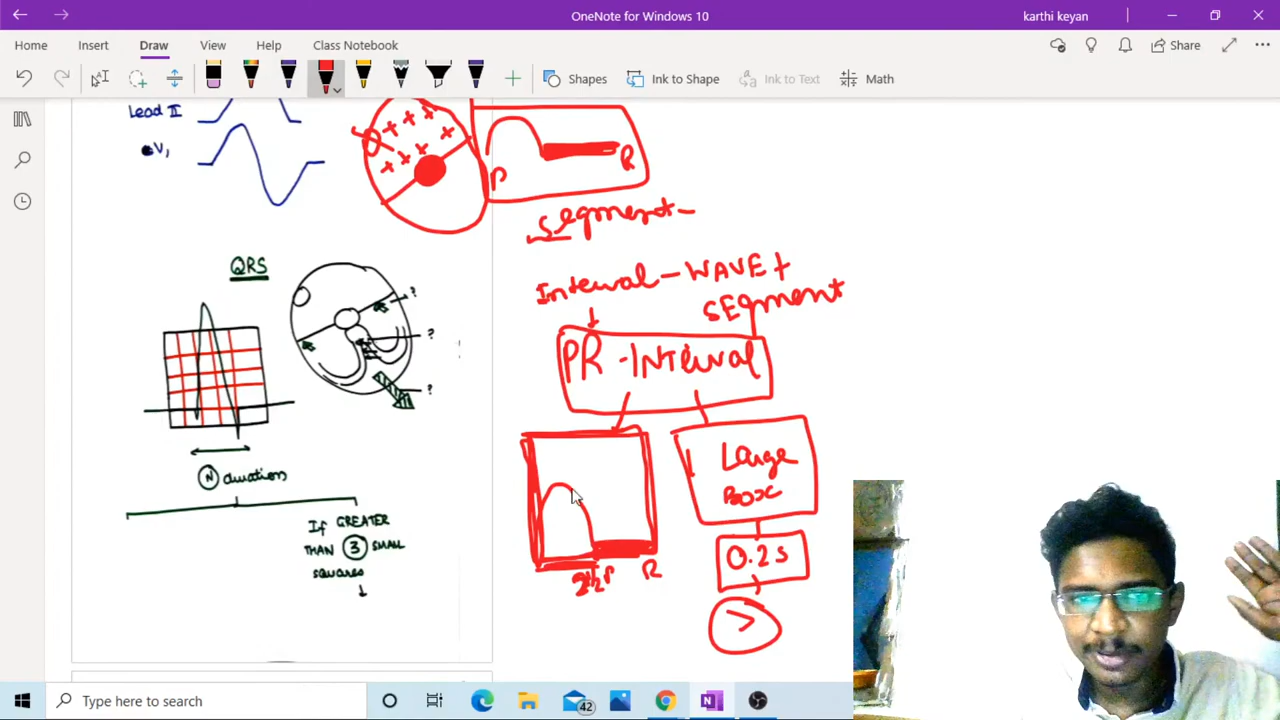 OneNote for Windows 10
karthi keyan
Home Insert Draw View Help Class Notebook
Share
Shapes
Ink to Shape
Ink to Text
Math
Lead II
V₁
P
R
Segment-
Interval - WAVE +
SEgment
QRS
?
?
?
PR - INTERVAL
Large
Box
0.2s
>
R
N durations
If GREATER
THAN 3 SMALL
squares
Type here to search
42